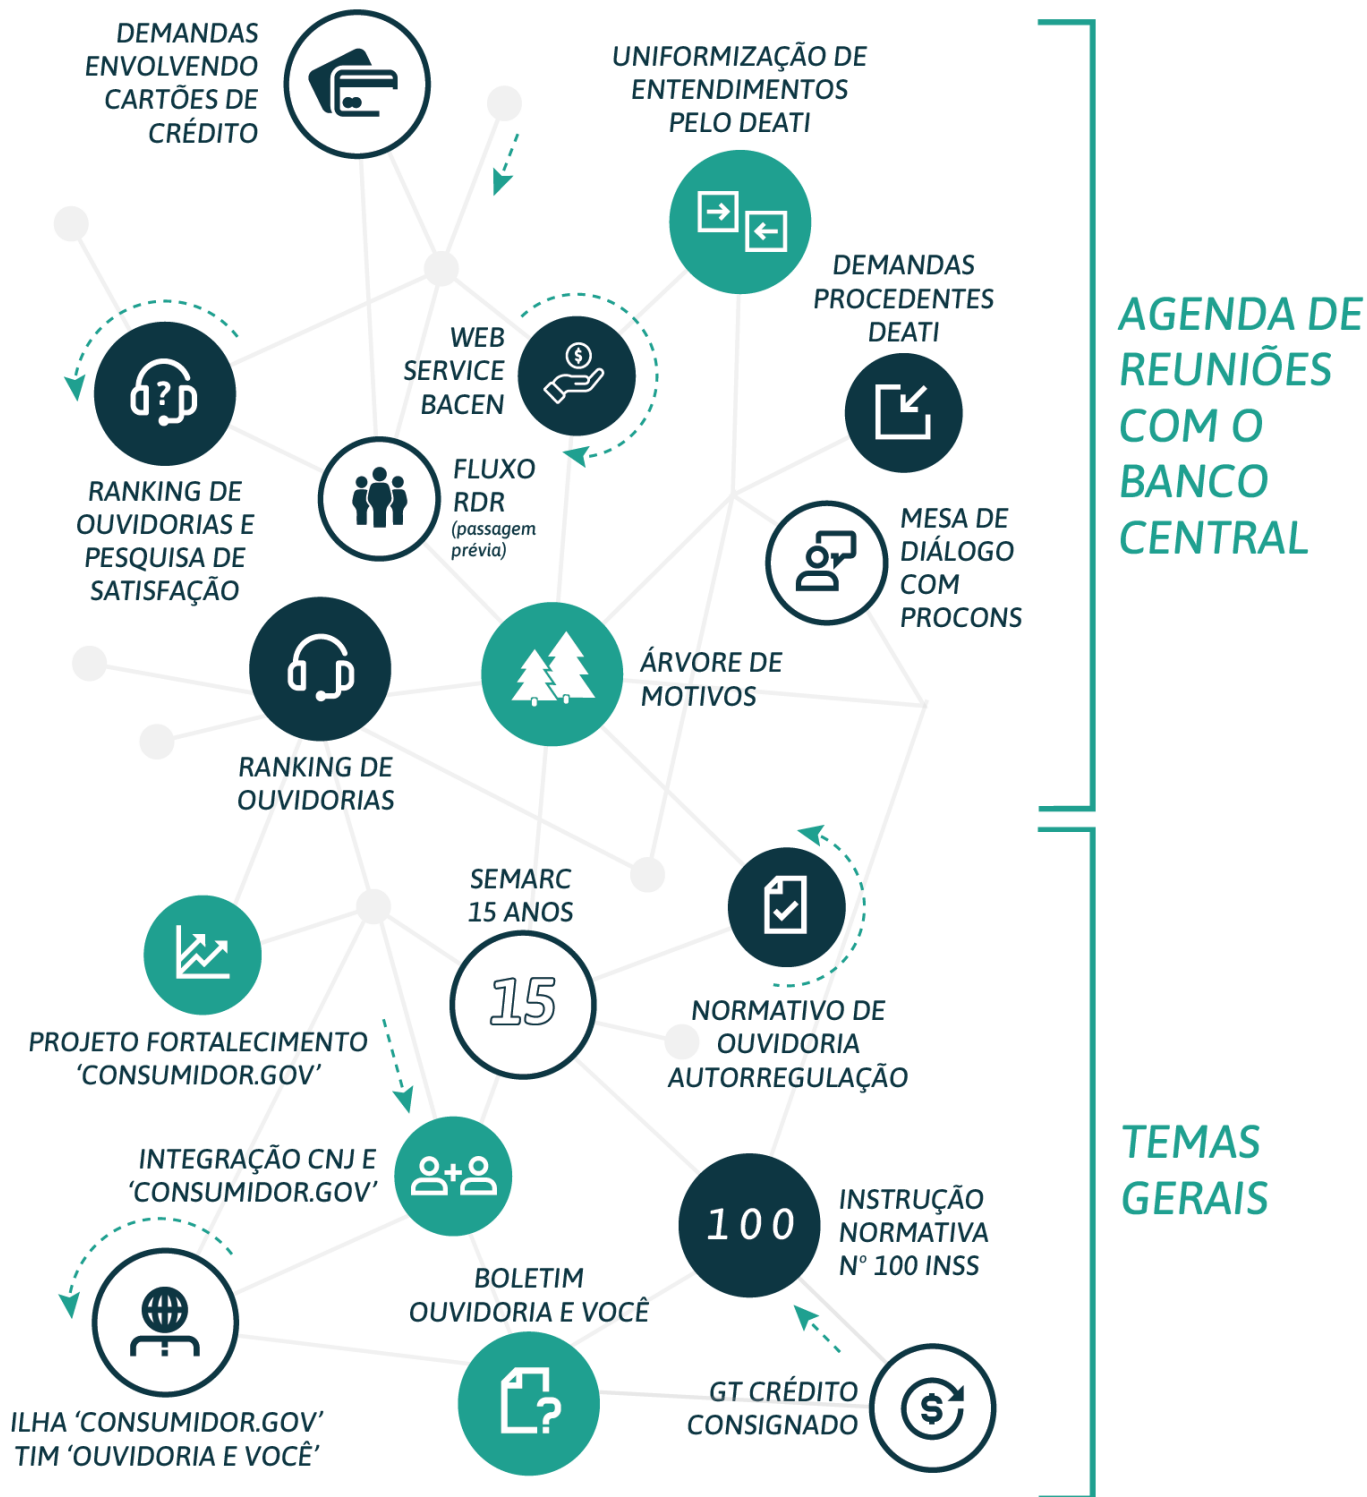 DEMANDAS
ENVOLVENDO
CARTÕES DE
CRÉDITO
UNIFORMIZAÇÃO DE
ENTENDIMENTOS
PELO DEATI
DEMANDAS
PROCEDENTES
DEATI
WEB
SERVICE
BACEN
$
?
RANKING DE
OUVIDORIAS E
PESQUISA DE
SATISFAÇÃO
FLUXO
RDR
(passagem
prévia)
MESA DE
DIÁLOGO
COM
PROCONS
ÁRVORE DE
MOTIVOS
RANKING DE
OUVIDORIAS
AGENDA DE
REUNIÕES
COM O
BANCO
CENTRAL
SEMARC
15 ANOS
15
NORMATIVO DE
OUVIDORIA
AUTORREGULAÇÃO
PROJETO FORTALECIMENTO
‘CONSUMIDOR.GOV’
INTEGRAÇÃO CNJ E
‘CONSUMIDOR.GOV’
100
INSTRUÇÃO
NORMATIVA
Nº 100 INSS
BOLETIM
OUVIDORIA E VOCÊ
?
GT CRÉDITO
CONSIGNADO
$
ILHA ‘CONSUMIDOR.GOV’
TIM ‘OUVIDORIA E VOCÊ’
TEMAS
GERAIS